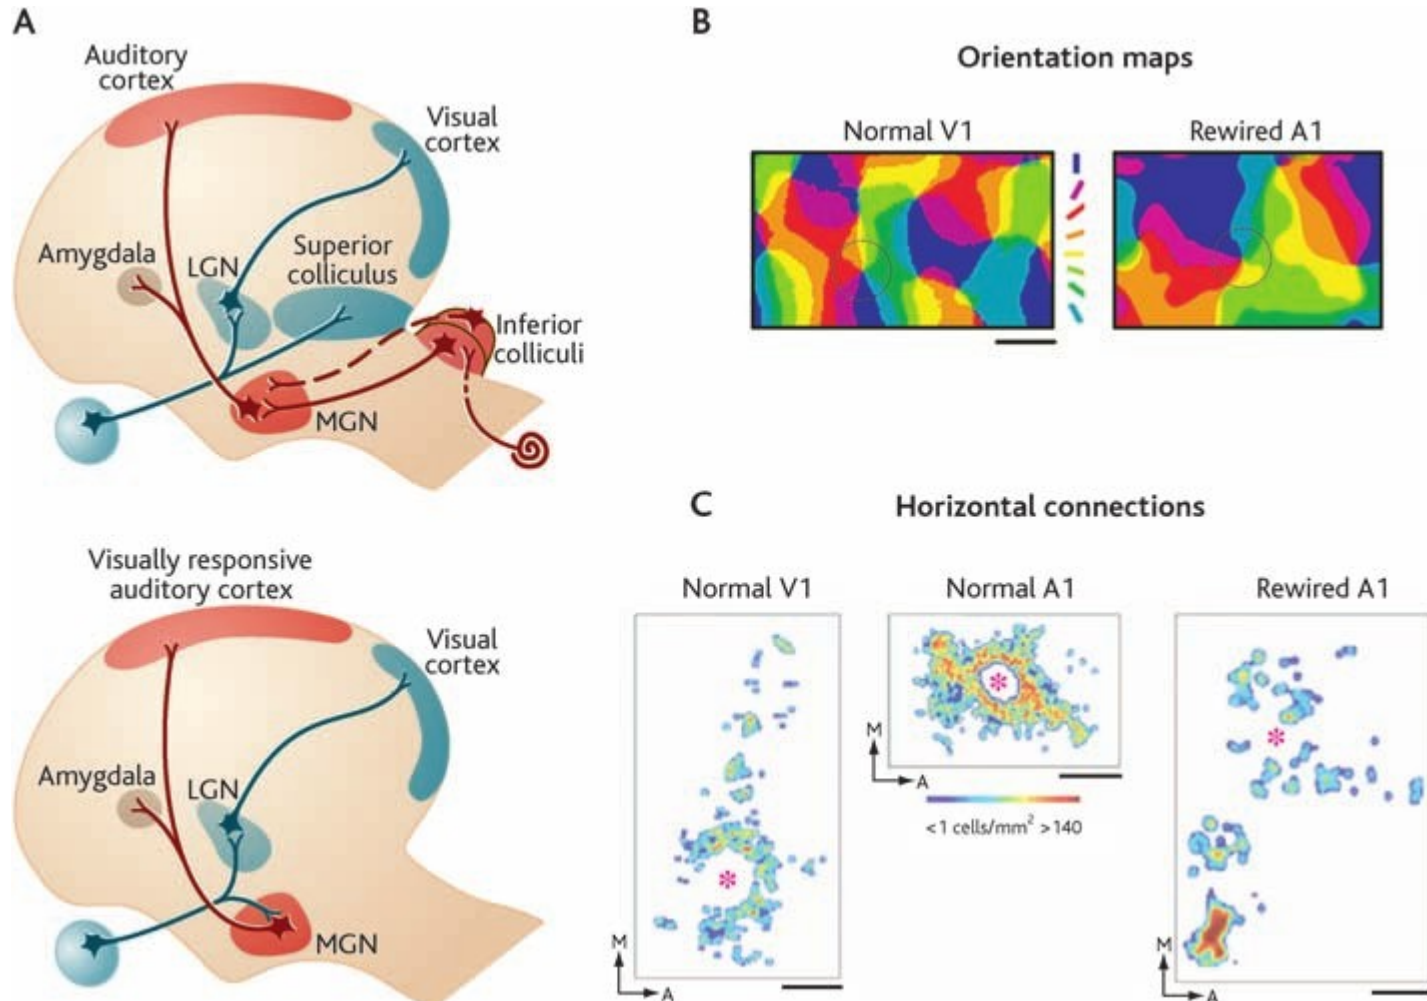 A
Auditory
cortex
Visual
cortex
Amygdala
LGN
Superior
colliculus
Inferior
colliculi
MGN
Visually responsive
auditory cortex
Visual
cortex
Amygdala
LGN
MGN
B
Orientation maps
Normal V1
Rewired A1
C
Horizontal connections
Normal V1
Normal A1
Rewired A1
M
A
M
A
<1 cells/mm² >140
M
A